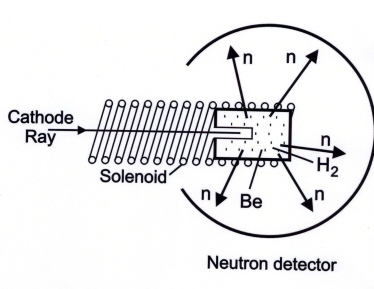 n
n
Cathode
Ray
n
H2
Solenoid
n
Be
n
Neutron detector